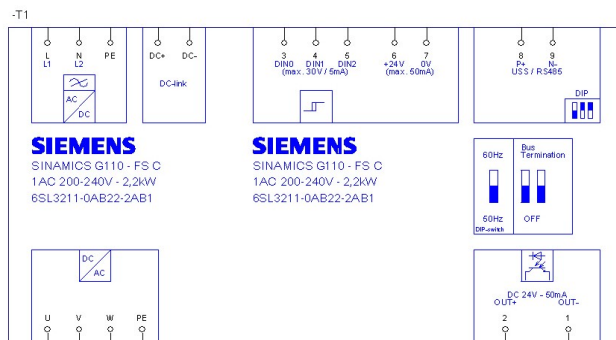 -T1
L N PE DC+ DC- 3 4 5 6 7 8 9
L1 L2 DIN0 DIN1 DIN2 +24V 0V P+ N-
(max. 30V / 5mA) (max. 50mA) USS / RS485
DC-link
AC
DC
DIP
SIEMENS SIEMENS
SINAMICS G110 - FS C SINAMICS G110 - FS C
1AC 200-240V - 2,2kW 1AC 200-240V - 2,2kW
6SL3211-0AB22-2AB1 6SL3211-0AB22-2AB1
60Hz Bus
Termination
50Hz OFF
DIP-switch
DC
AC
DC 24V - 50mA
OUT+ OUT-
U V W PE 2 1